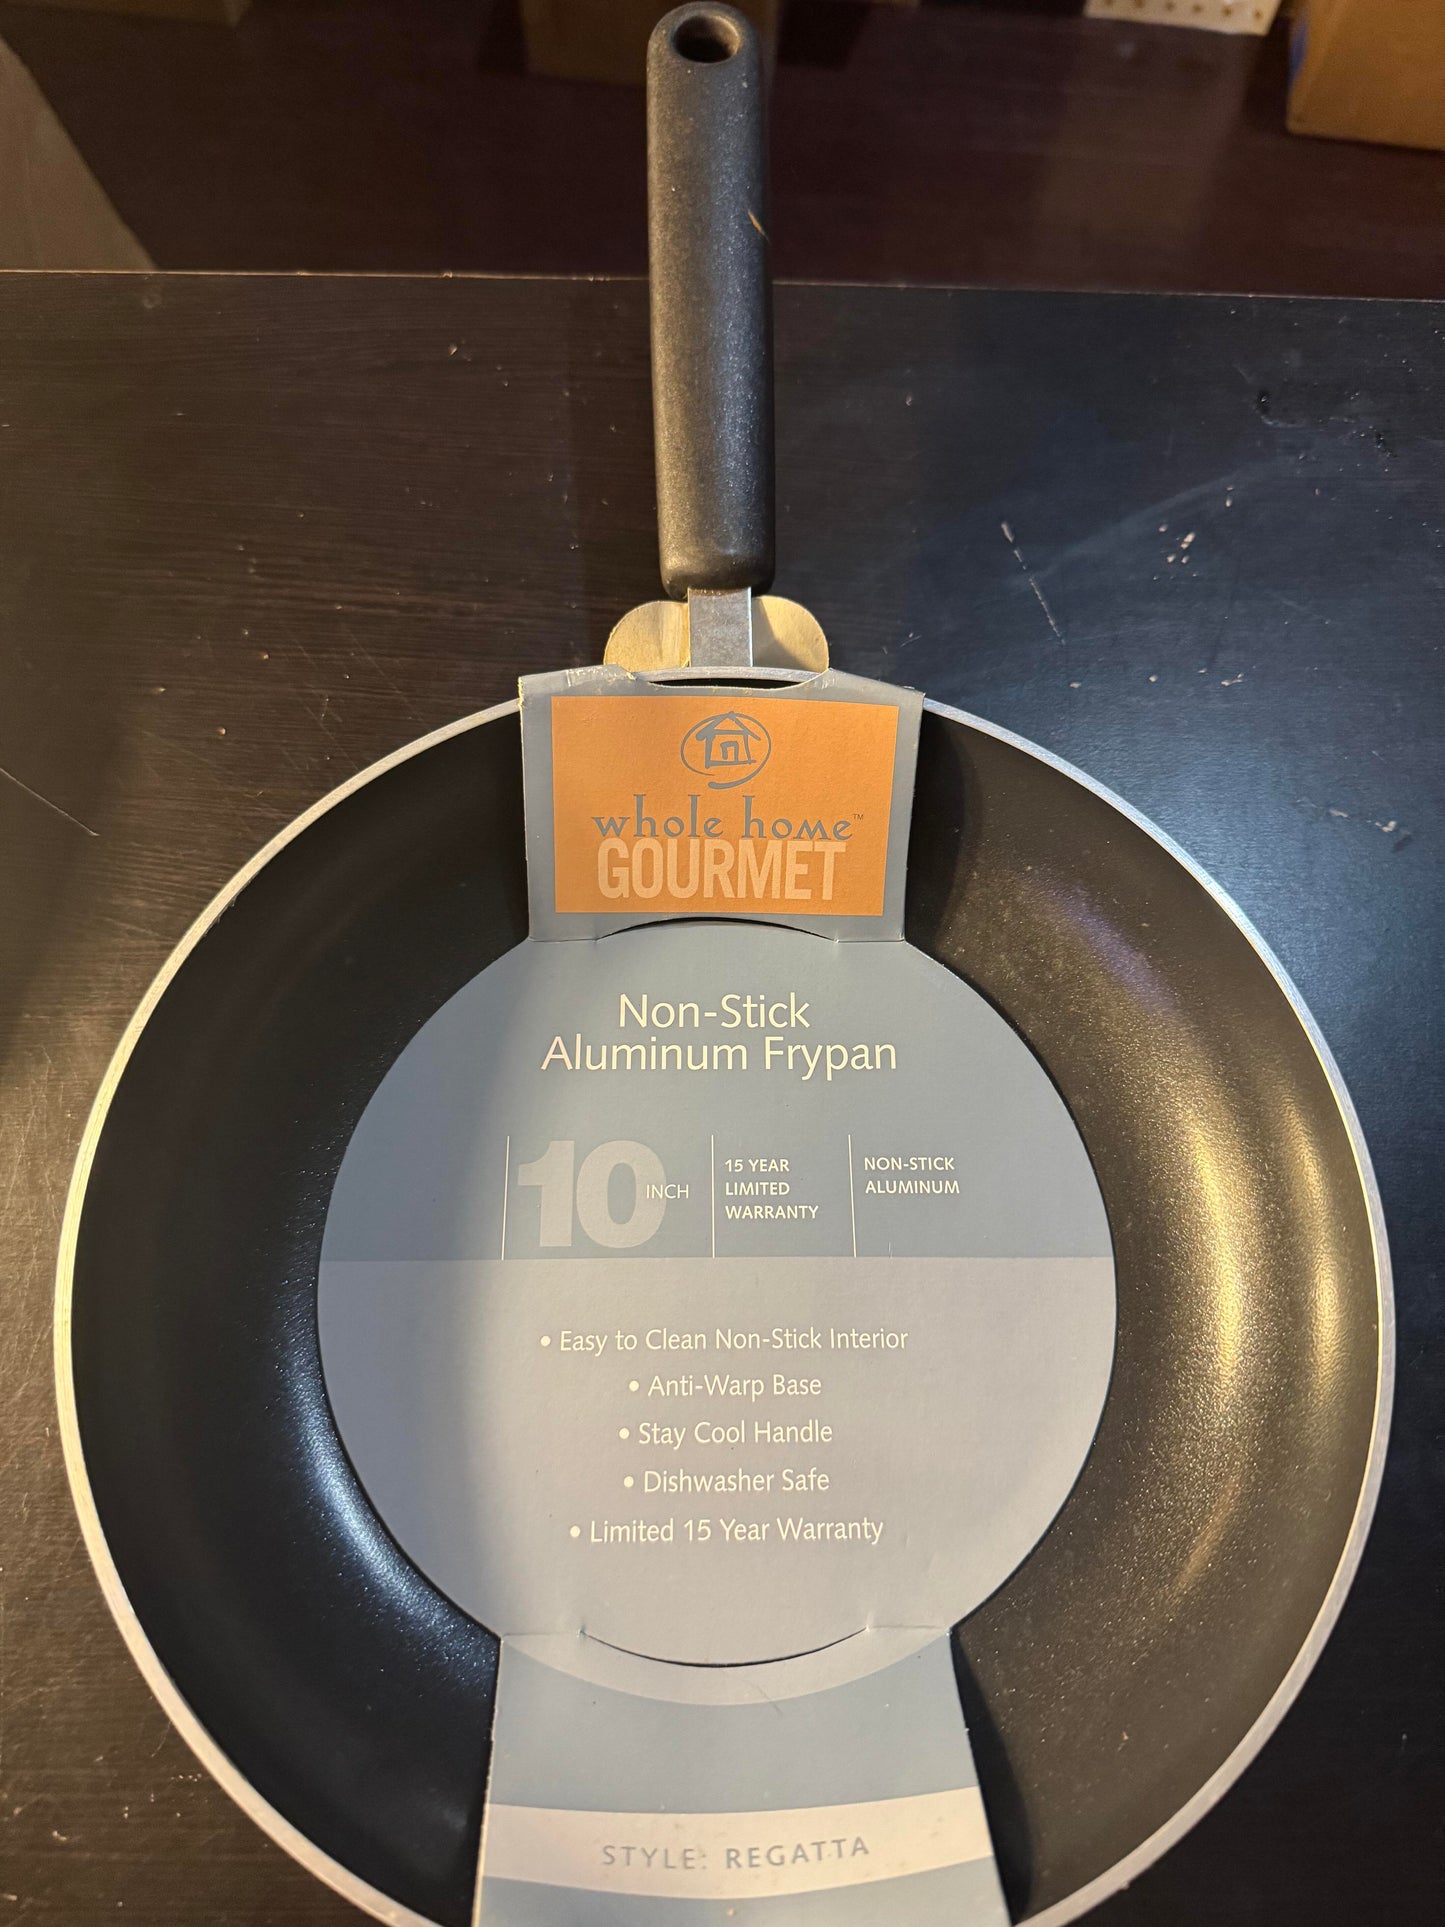 whole home™
GOURMET
Non-Stick
Aluminum Frypan
10 INCH
15 YEAR
LIMITED
WARRANTY
NON-STICK
ALUMINUM
• Easy to Clean Non-Stick Interior
• Anti-Warp Base
• Stay Cool Handle
• Dishwasher Safe
• Limited 15 Year Warranty
STYLE: REGATTA